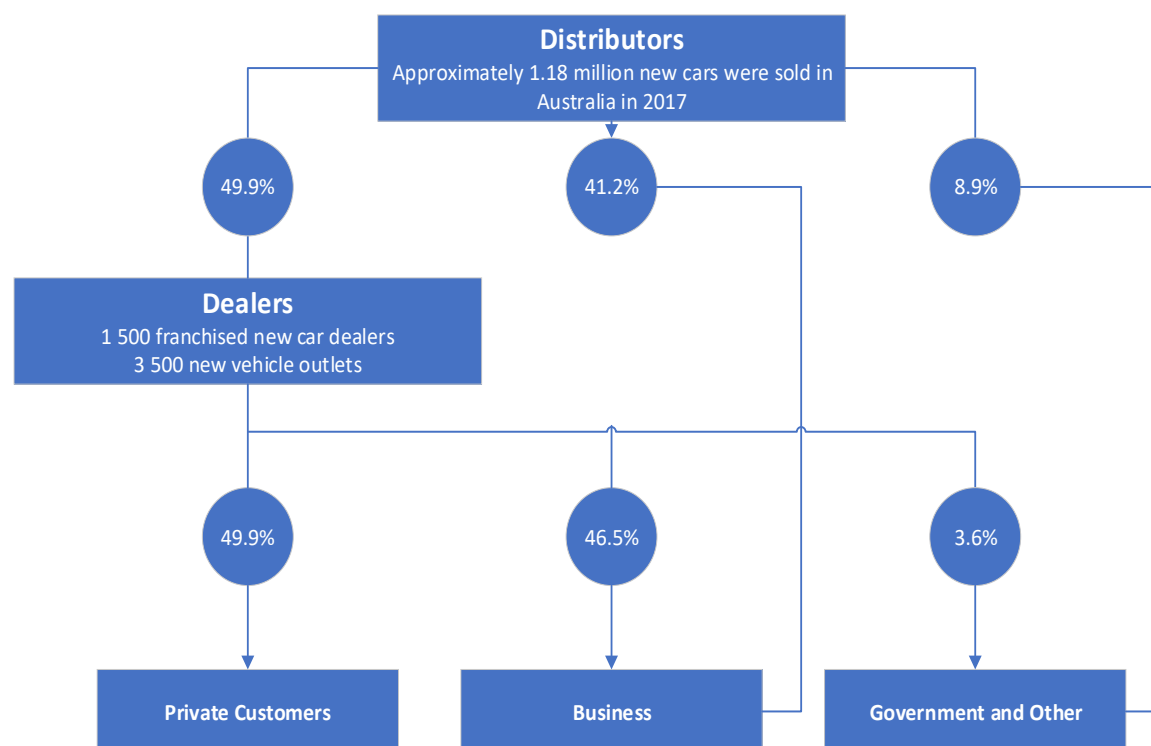 Distributors
Approximately 1.18 million new cars were sold in
Australia in 2017
49.9%
41.2%
8.9%
Dealers
1 500 franchised new car dealers
3 500 new vehicle outlets
49.9%
46.5%
3.6%
Private Customers
Business
Government and Other